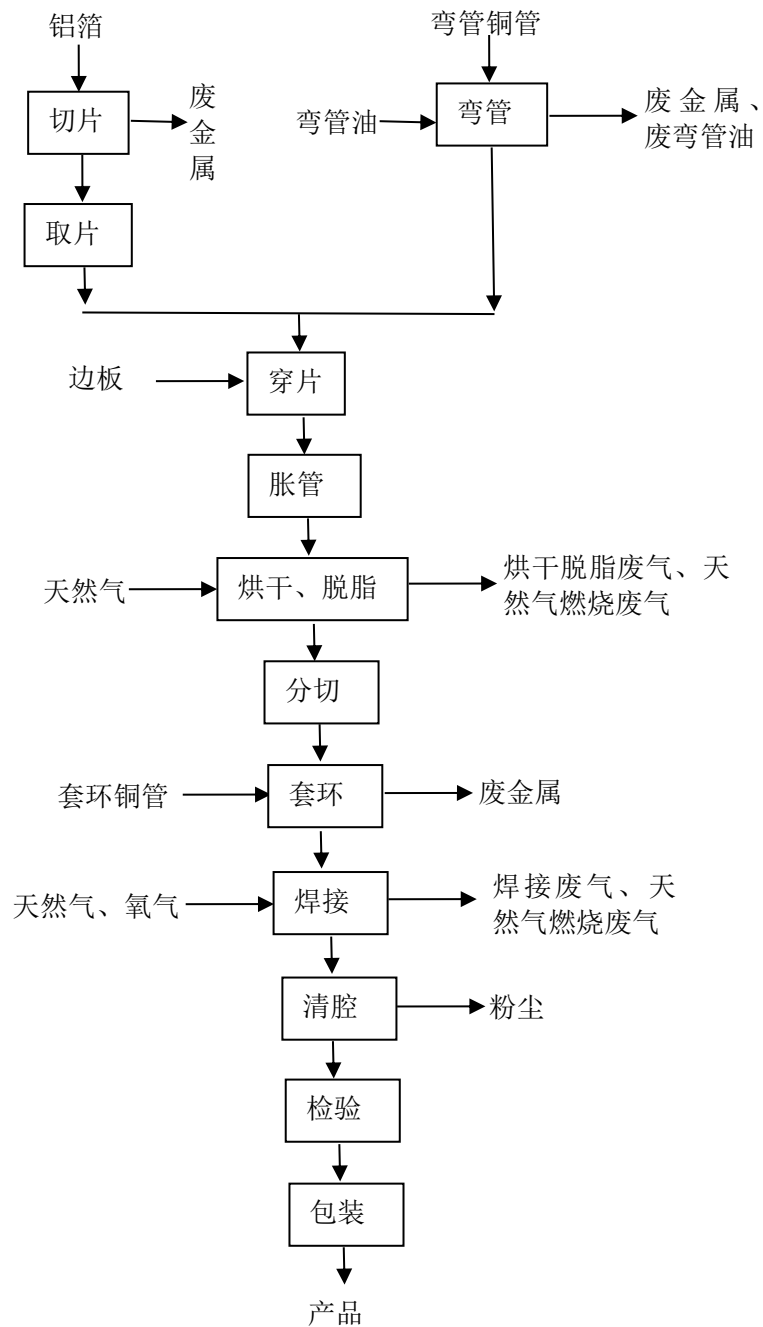 铝箔
弯管铜管
切片
废
金
属
弯管油
弯管
废金属、
废弯管油
取片
边板
穿片
胀管
天然气
烘干、脱脂
烘干脱脂废气、天
然气燃烧废气
分切
套环铜管
套环
废金属
天然气、氧气
焊接
焊接废气、天
然气燃烧废气
清腔
粉尘
检验
包装
产品